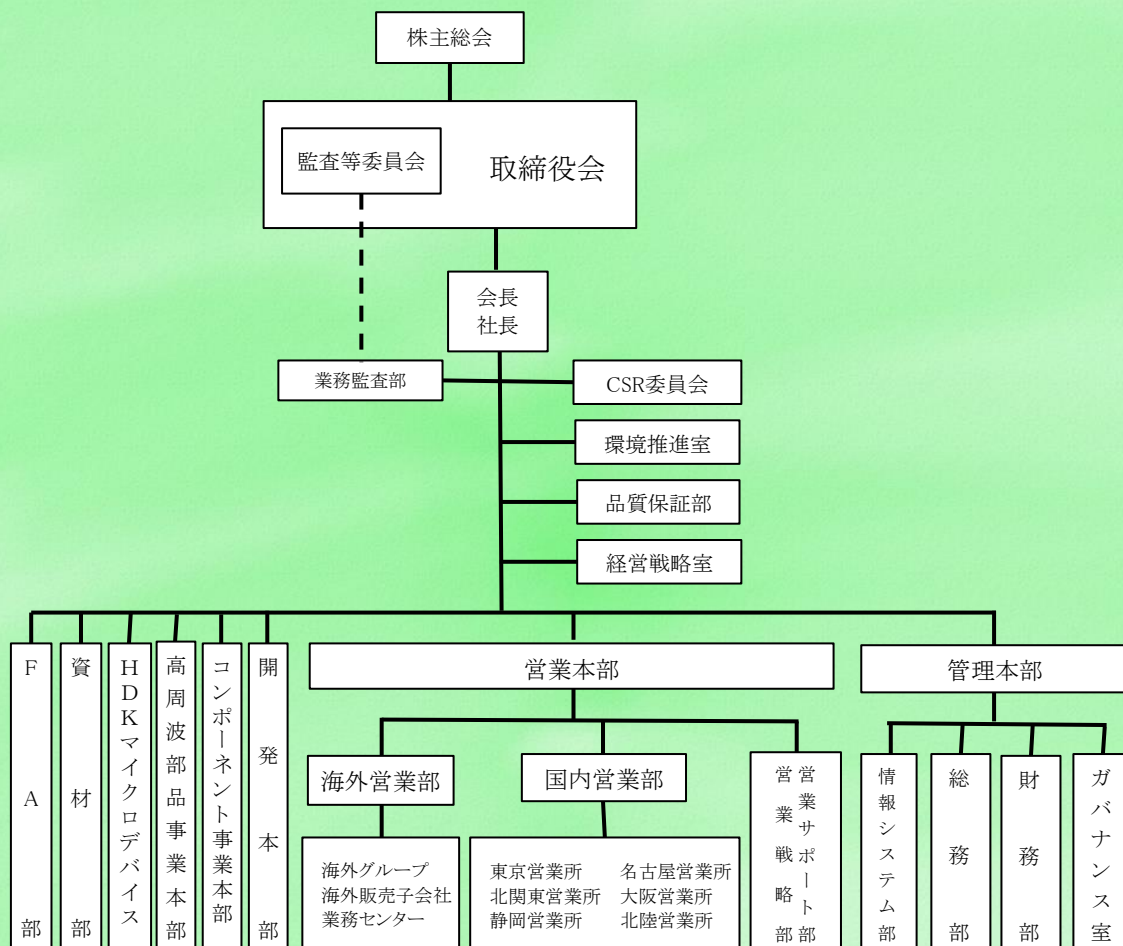 株主総会
監査等委員会
取締役会
会長
社長
業務監査部
CSR委員会
環境推進室
品質保証部
経営戦略室
FA部
資材部
HDKマイクロデバイス
高周波部品事業本部
コンポーネント事業本部
開発本部
営業本部
管理本部
海外営業部
国内営業部
営業サポート部
営業戦略部
情報システム部
総務部
財務部
ガバナンス室
海外グループ
海外販売子会社
業務センター
東京営業所 名古屋営業所
北関東営業所 大阪営業所
静岡営業所 北陸営業所